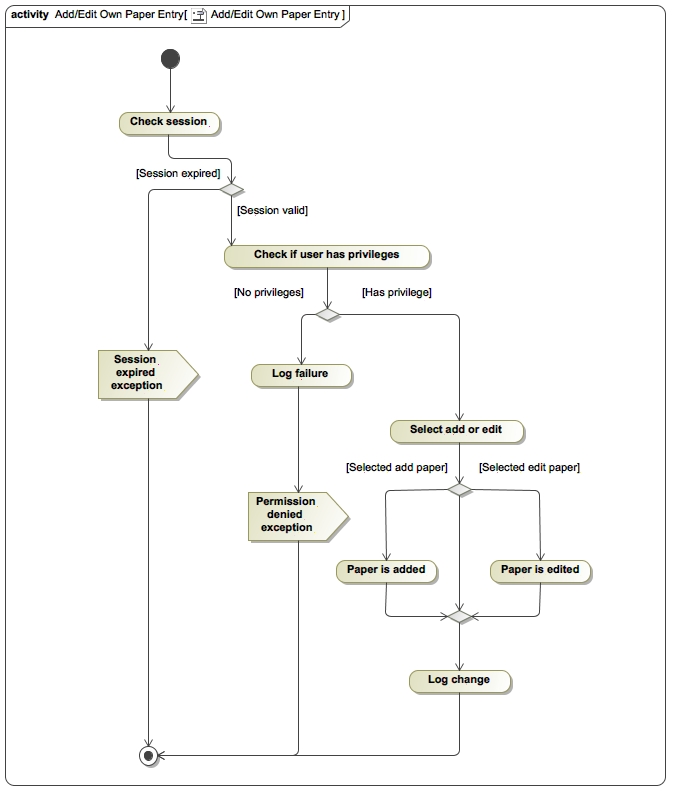 activity Add/Edit Own Paper Entry[ Add/Edit Own Paper Entry ]
Check session
[Session expired]
[Session valid]
Check if user has privileges
[No privileges]
[Has privilege]
Session
expired
exception
Log failure
Select add or edit
[Selected add paper]
[Selected edit paper]
Permission
denied
exception
Paper is added
Paper is edited
Log change